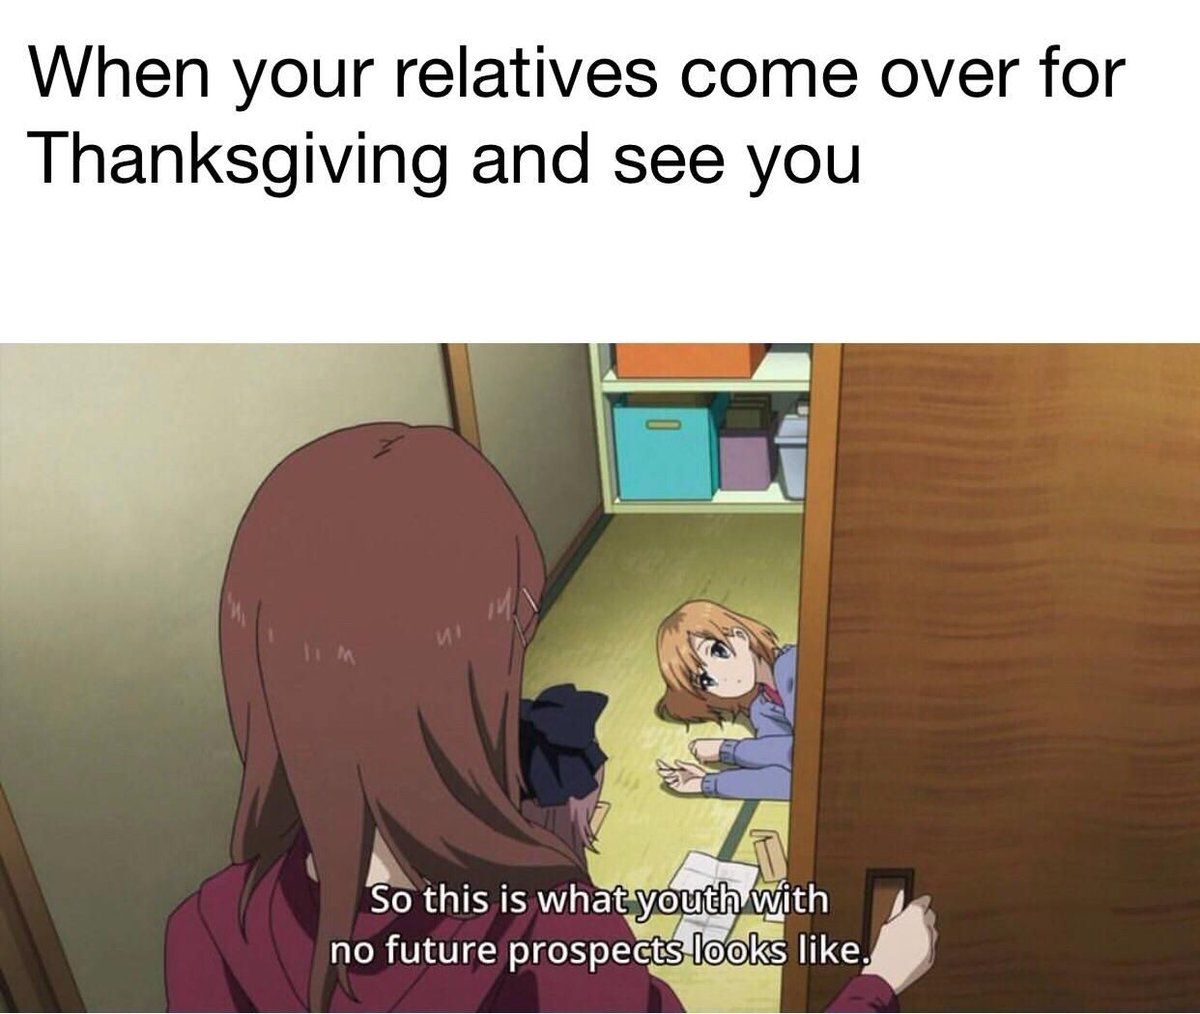 When your relatives come over for
Thanksgiving and see you
So this is what youth with
no future prospects looks like.